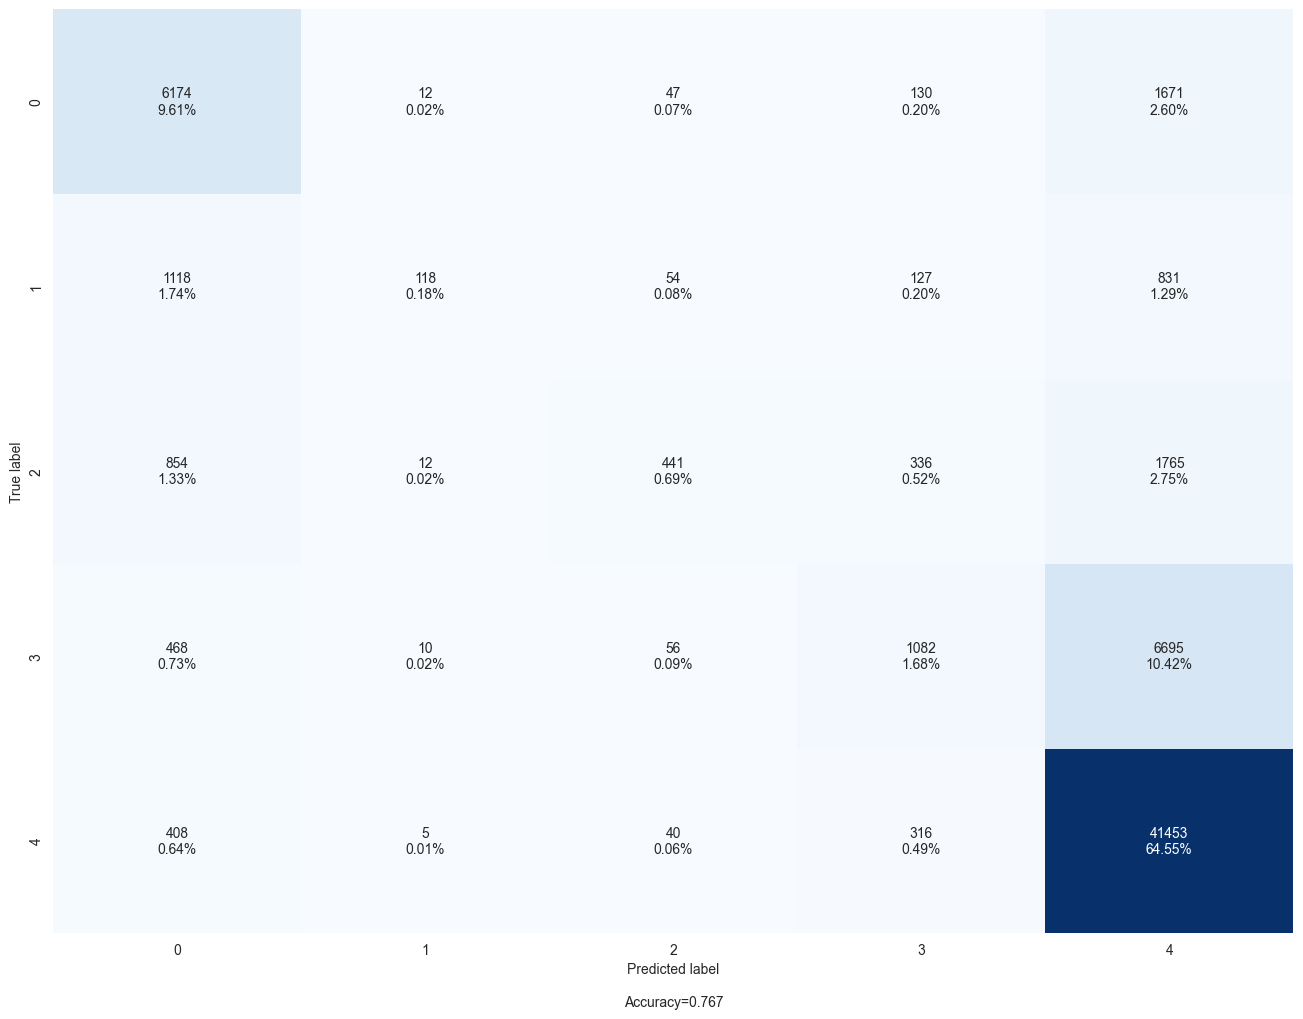 6174 12 47 130 1671
9.61% 0.02% 0.07% 0.20% 2.60%
0
1118 118 54 127 831
1.74% 0.18% 0.08% 0.20% 1.29%
1
854 12 441 336 1765
1.33% 0.02% 0.69% 0.52% 2.75%
2
True label
468 10 56 1082 6695
0.73% 0.02% 0.09% 1.68% 10.42%
3
408 5 40 316 41453
0.64% 0.01% 0.06% 0.49% 64.55%
4
0 1 2 3 4
Predicted label
Accuracy=0.767